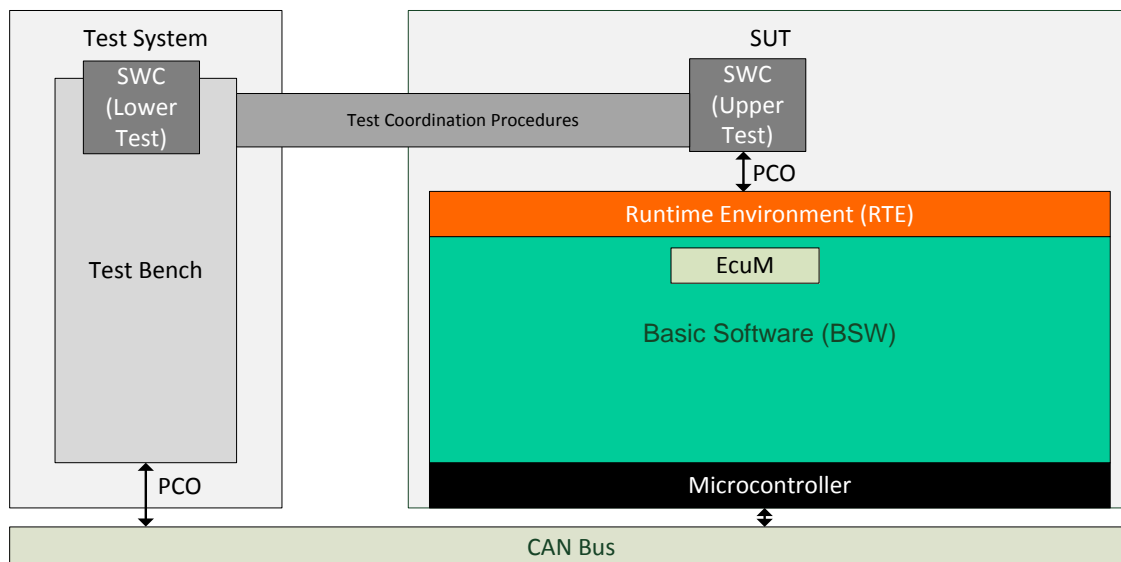 Test System
SWC
(Lower
Test)
Test Bench
PCO
Test Coordination Procedures
SUT
SWC
(Upper
Test)
PCO
Runtime Environment (RTE)
EcuM
Basic Software (BSW)
Microcontroller
CAN Bus